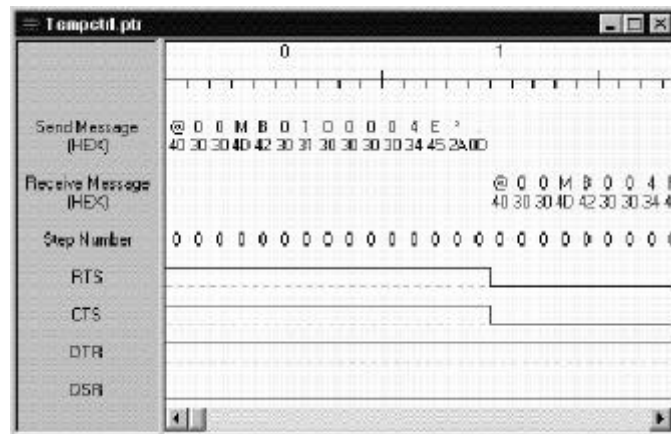 Tempctrl.ptr
0 1
Send Message @ 0 0 M B 0 1 0 0 0 0 4 E * .
(HEX) 40 30 30 4D 42 30 31 30 30 30 30 34 45 2A 0D
Receive Message @ 0 0 M B 0 0 4
(HEX) 40 30 30 4D 42 30 30 34
Step Number 0 0 0 0 0 0 0 0 0 0 0 0 0 0 0 0 0 0 0 0 0 0 0
RTS
CTS
DTR
DSR